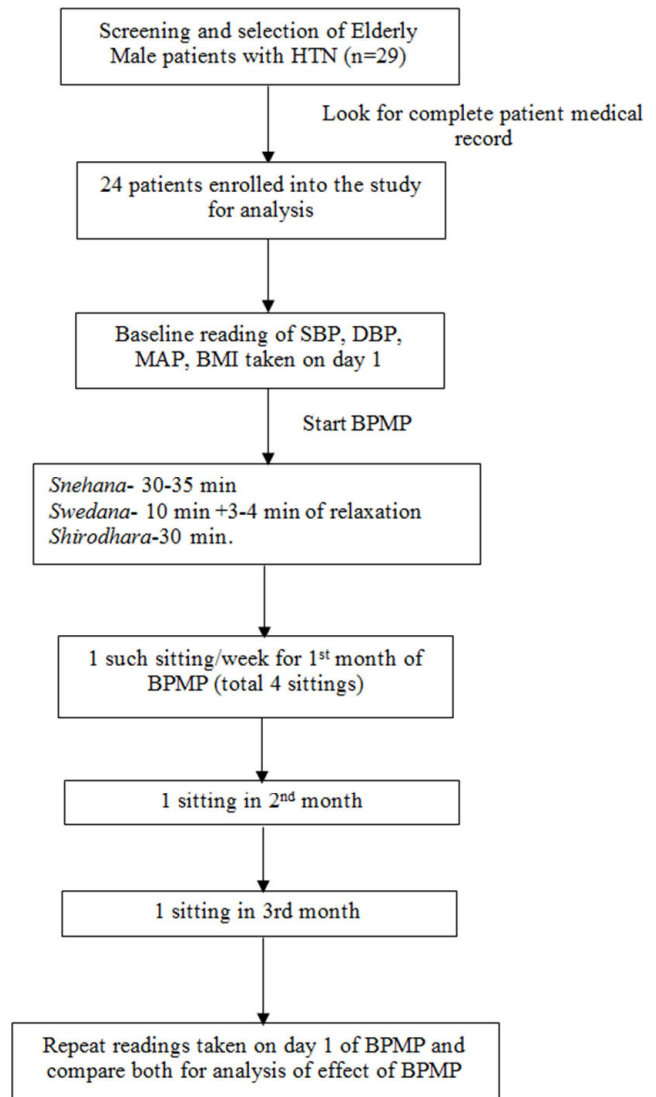 Screening and selection of Elderly
Male patients with HTN (n=29)
Look for complete patient medical
record
24 patients enrolled into the study
for analysis
Baseline reading of SBP, DBP,
MAP, BMI taken on day 1
Start BPMP
Snehana- 30-35 min
Swedana- 10 min +3-4 min of relaxation
Shirodhara-30 min.
1 such sitting/week for 1st month of
BPMP (total 4 sittings)
1 sitting in 2nd month
1 sitting in 3rd month
Repeat readings taken on day 1 of BPMP and
compare both for analysis of effect of BPMP